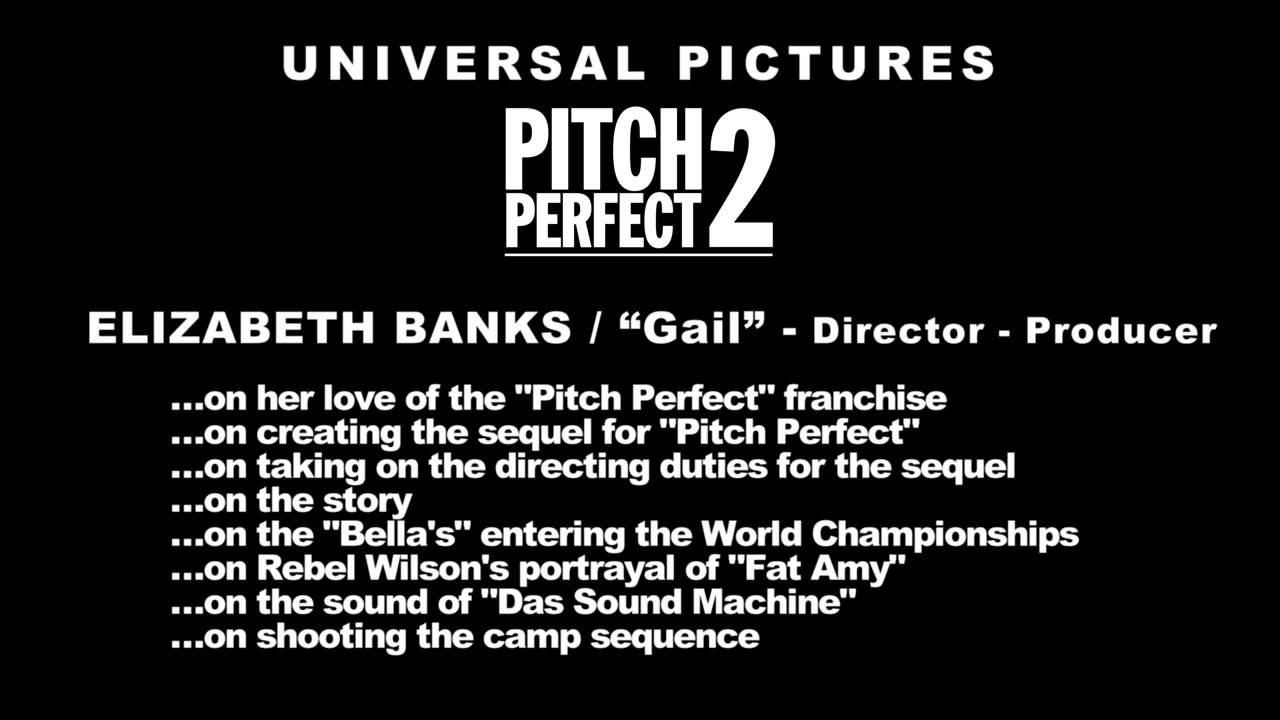 UNIVERSAL PICTURES
PITCH
PERFECT 2
ELIZABETH BANKS / “Gail” - Director - Producer
...on her love of the "Pitch Perfect" franchise
...on creating the sequel for "Pitch Perfect"
...on taking on the directing duties for the sequel
...on the story
...on the "Bella's" entering the World Championships
...on Rebel Wilson's portrayal of "Fat Amy"
...on the sound of "Das Sound Machine"
...on shooting the camp sequence